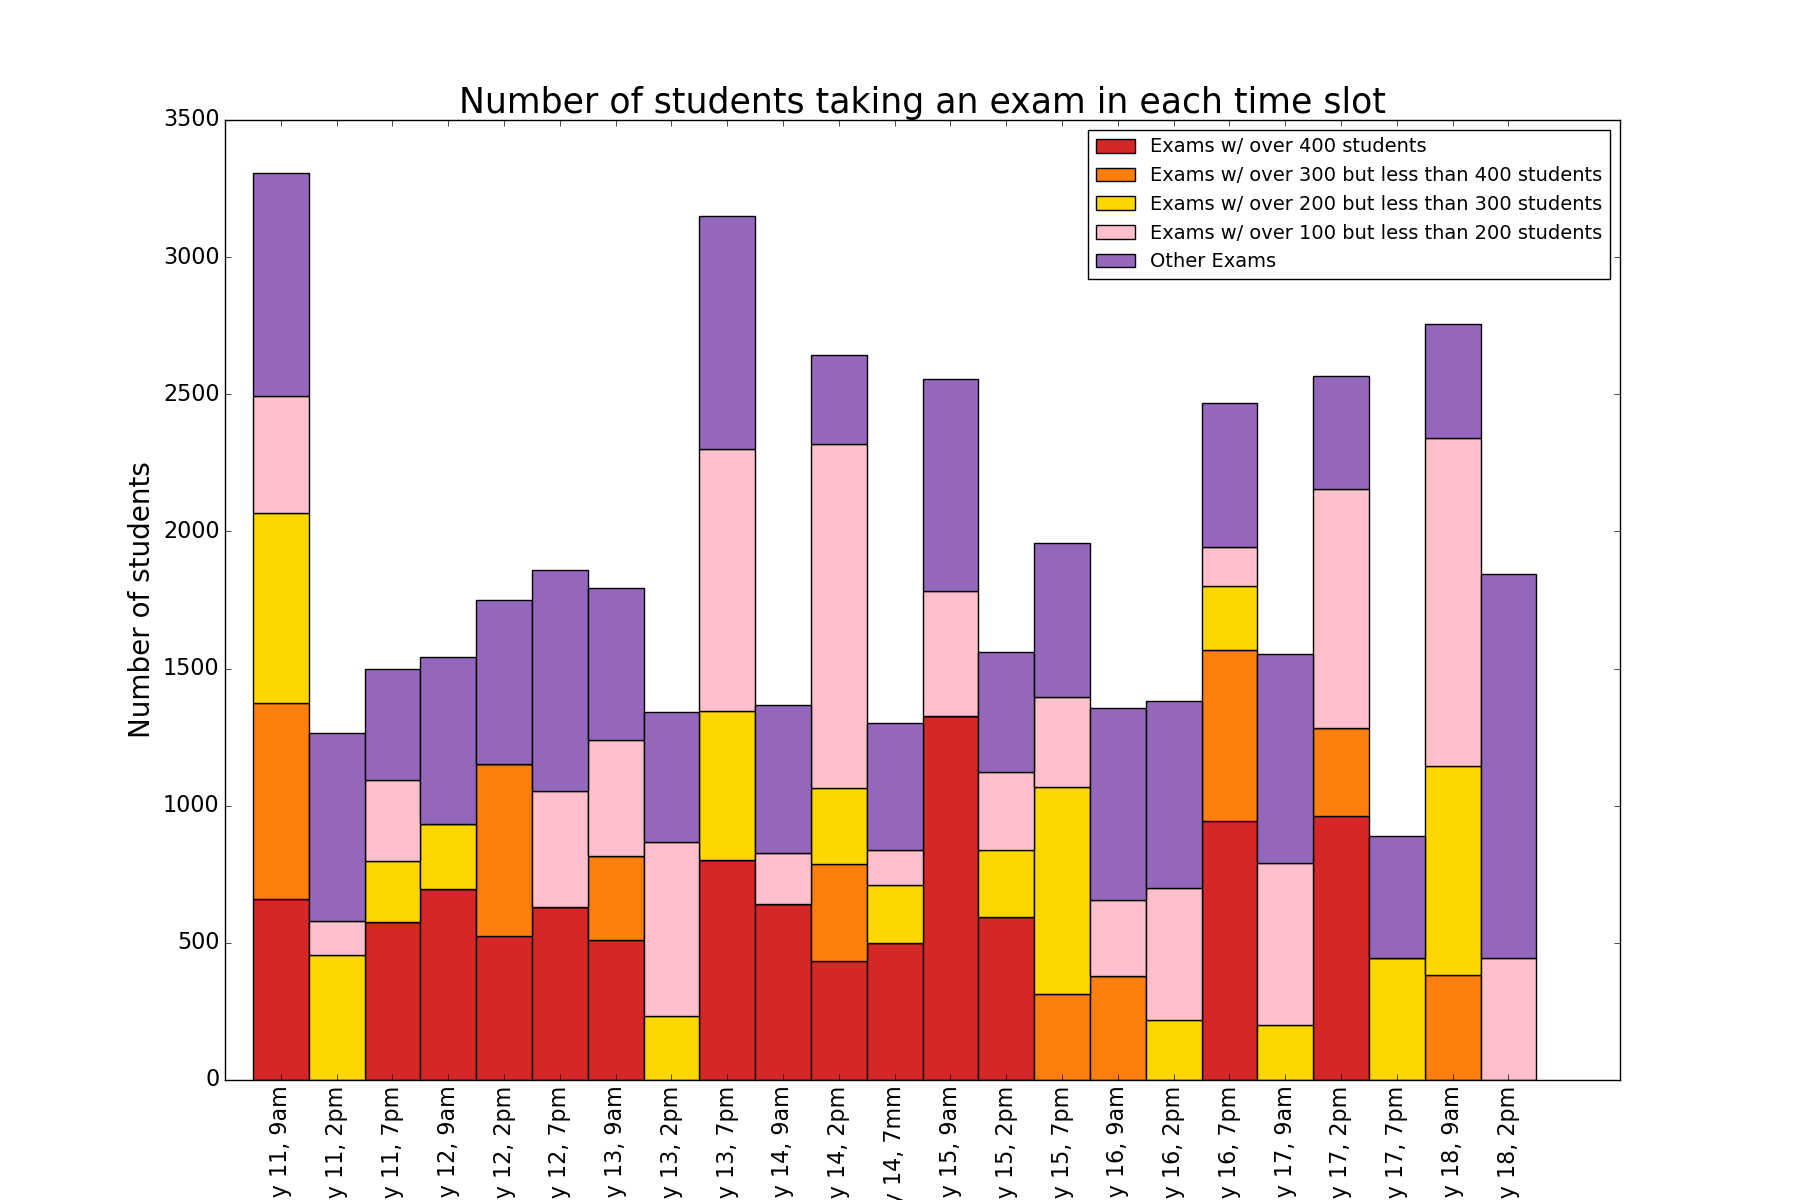 Number of students taking an exam in each time slot
Number of students
3500
3000
2500
2000
1500
1000
500
0
Exams w/ over 400 students
Exams w/ over 300 but less than 400 students
Exams w/ over 200 but less than 300 students
Exams w/ over 100 but less than 200 students
Other Exams
y 11, 9am
y 11, 2pm
y 11, 7pm
y 12, 9am
y 12, 2pm
y 12, 7pm
y 13, 9am
y 13, 2pm
y 13, 7pm
y 14, 9am
y 14, 2pm
y 14, 7mm
y 15, 9am
y 15, 2pm
y 15, 7pm
y 16, 9am
y 16, 2pm
y 16, 7pm
y 17, 9am
y 17, 2pm
y 17, 7pm
y 18, 9am
y 18, 2pm